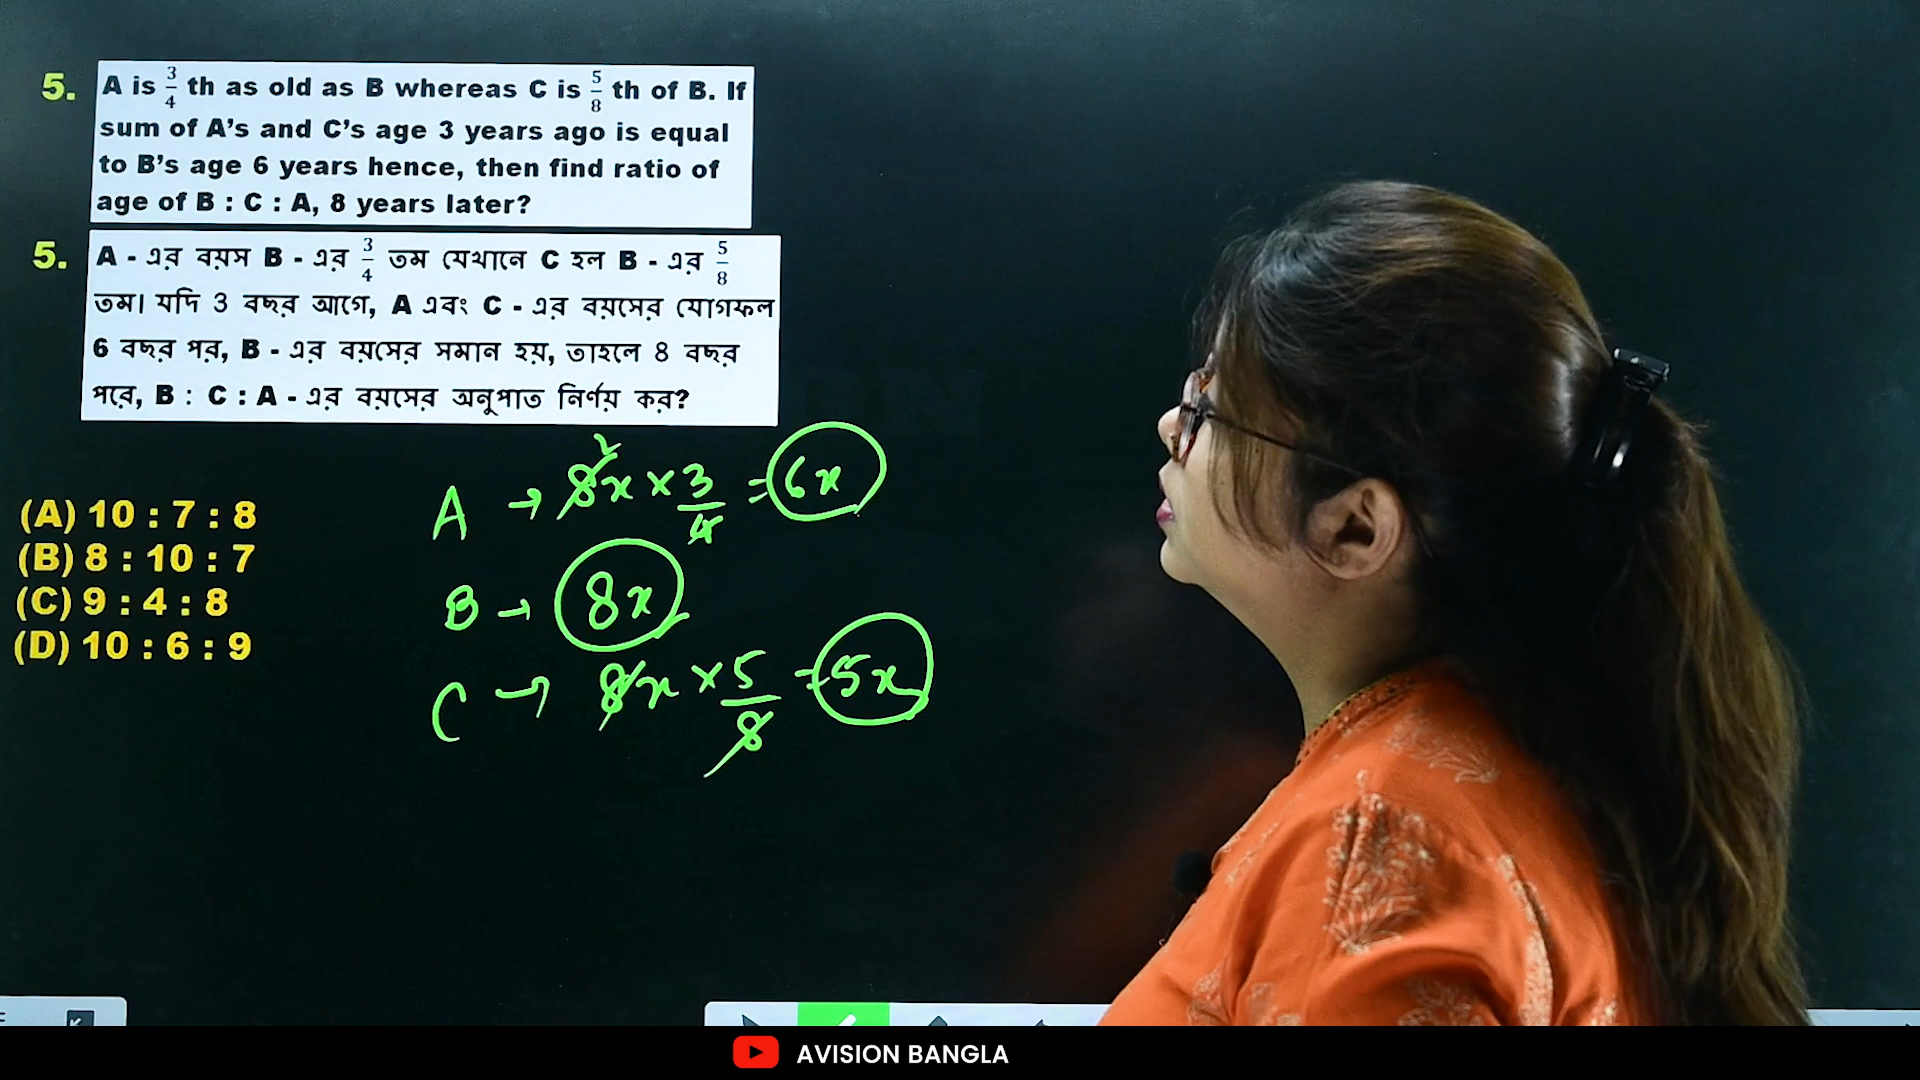 5. A is 3/4 th as old as B whereas C is 5/8 th of B. If
sum of A's and C's age 3 years ago is equal
to B's age 6 years hence, then find ratio of
age of B : C : A, 8 years later?
5. A - এর বয়স B - এর 3/4 তম যেখানে C হল B - এর 5/8
তম। যদি 3 বছর আগে, A এবং C - এর বয়সের যোগফল
6 বছর পর, B - এর বয়সের সমান হয়, তাহলে 8 বছর
পরে, B : C : A - এর বয়সের অনুপাত নির্ণয় কর?
(A) 10 : 7 : 8
(B) 8 : 10 : 7
(C) 9 : 4 : 8
(D) 10 : 6 : 9
A → 8x × 3/4 = 6x
2
B → 8x
C → 8x × 5/8 = 5x
AVISION BANGLA